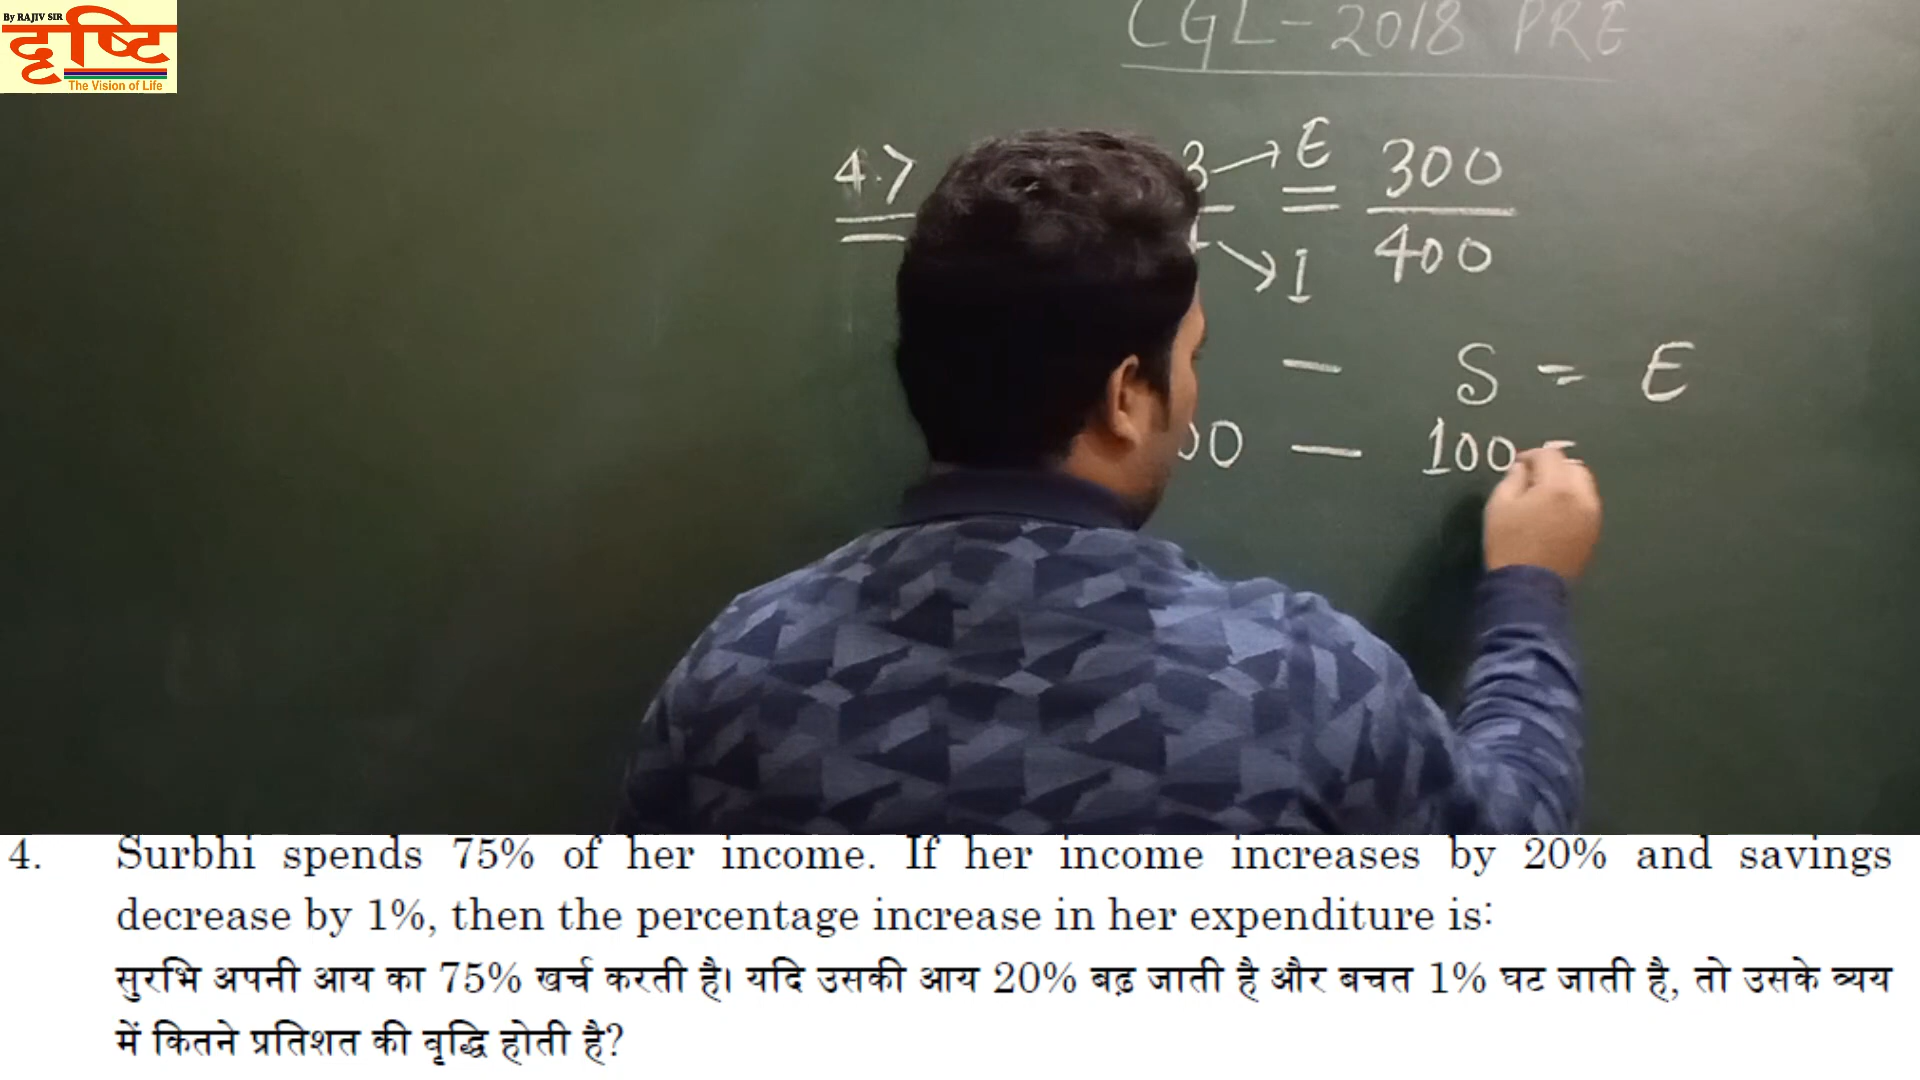 By RAJIV SIR
दृष्टि
The Vision of Life
CGL - 2018 PRE
4.> 3 → E 300
→ I 400
- S = E
00 - 100 =
4. Surbhi spends 75% of her income. If her income increases by 20% and savings
decrease by 1%, then the percentage increase in her expenditure is:
सुरभि अपनी आय का 75% खर्च करती है। यदि उसकी आय 20% बढ़ जाती है और बचत 1% घट जाती है, तो उसके व्यय
में कितने प्रतिशत की वृद्धि होती है?